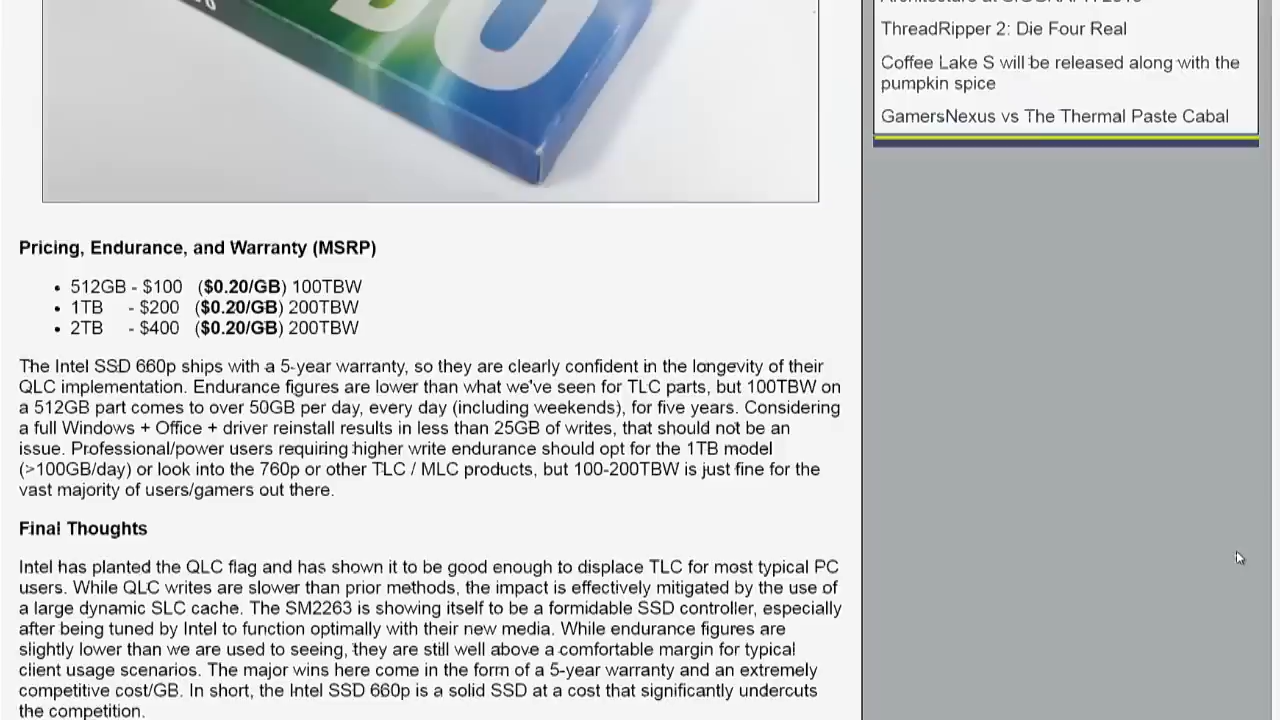 ThreadRipper 2: Die Four Real
Coffee Lake S will be released along with the
pumpkin spice
GamersNexus vs The Thermal Paste Cabal
Pricing, Endurance, and Warranty (MSRP)
• 512GB - $100 ($0.20/GB) 100TBW
• 1TB - $200 ($0.20/GB) 200TBW
• 2TB - $400 ($0.20/GB) 200TBW
The Intel SSD 660p ships with a 5-year warranty, so they are clearly confident in the longevity of their
QLC implementation. Endurance figures are lower than what we've seen for TLC parts, but 100TBW on
a 512GB part comes to over 50GB per day, every day (including weekends), for five years. Considering
a full Windows + Office + driver reinstall results in less than 25GB of writes, that should not be an
issue. Professional/power users requiring higher write endurance should opt for the 1TB model
(>100GB/day) or look into the 760p or other TLC / MLC products, but 100-200TBW is just fine for the
vast majority of users/gamers out there.
Final Thoughts
Intel has planted the QLC flag and has shown it to be good enough to displace TLC for most typical PC
users. While QLC writes are slower than prior methods, the impact is effectively mitigated by the use of
a large dynamic SLC cache. The SM2263 is showing itself to be a formidable SSD controller, especially
after being tuned by Intel to function optimally with their new media. While endurance figures are
slightly lower than we are used to seeing, they are still well above a comfortable margin for typical
client usage scenarios. The major wins here come in the form of a 5-year warranty and an extremely
competitive cost/GB. In short, the Intel SSD 660p is a solid SSD at a cost that significantly undercuts
the competition.